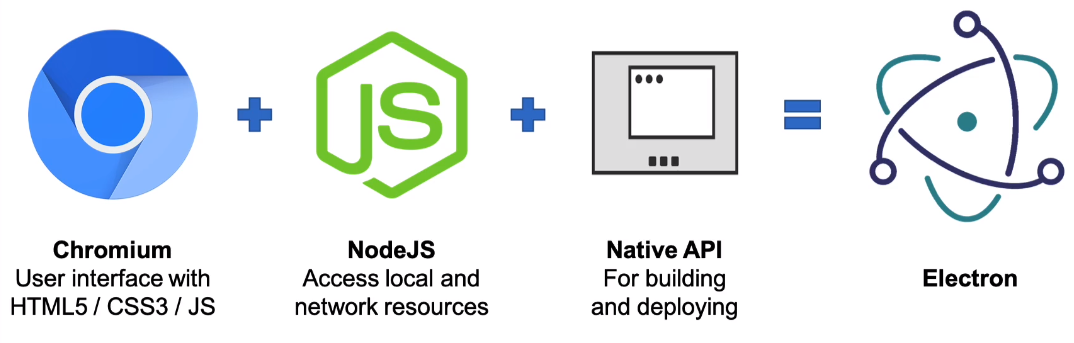 JS
Chromium
User interface with
HTML5 / CSS3 / JS
NodeJS
Access local and
network resources
Native API
For building
and deploying
Electron